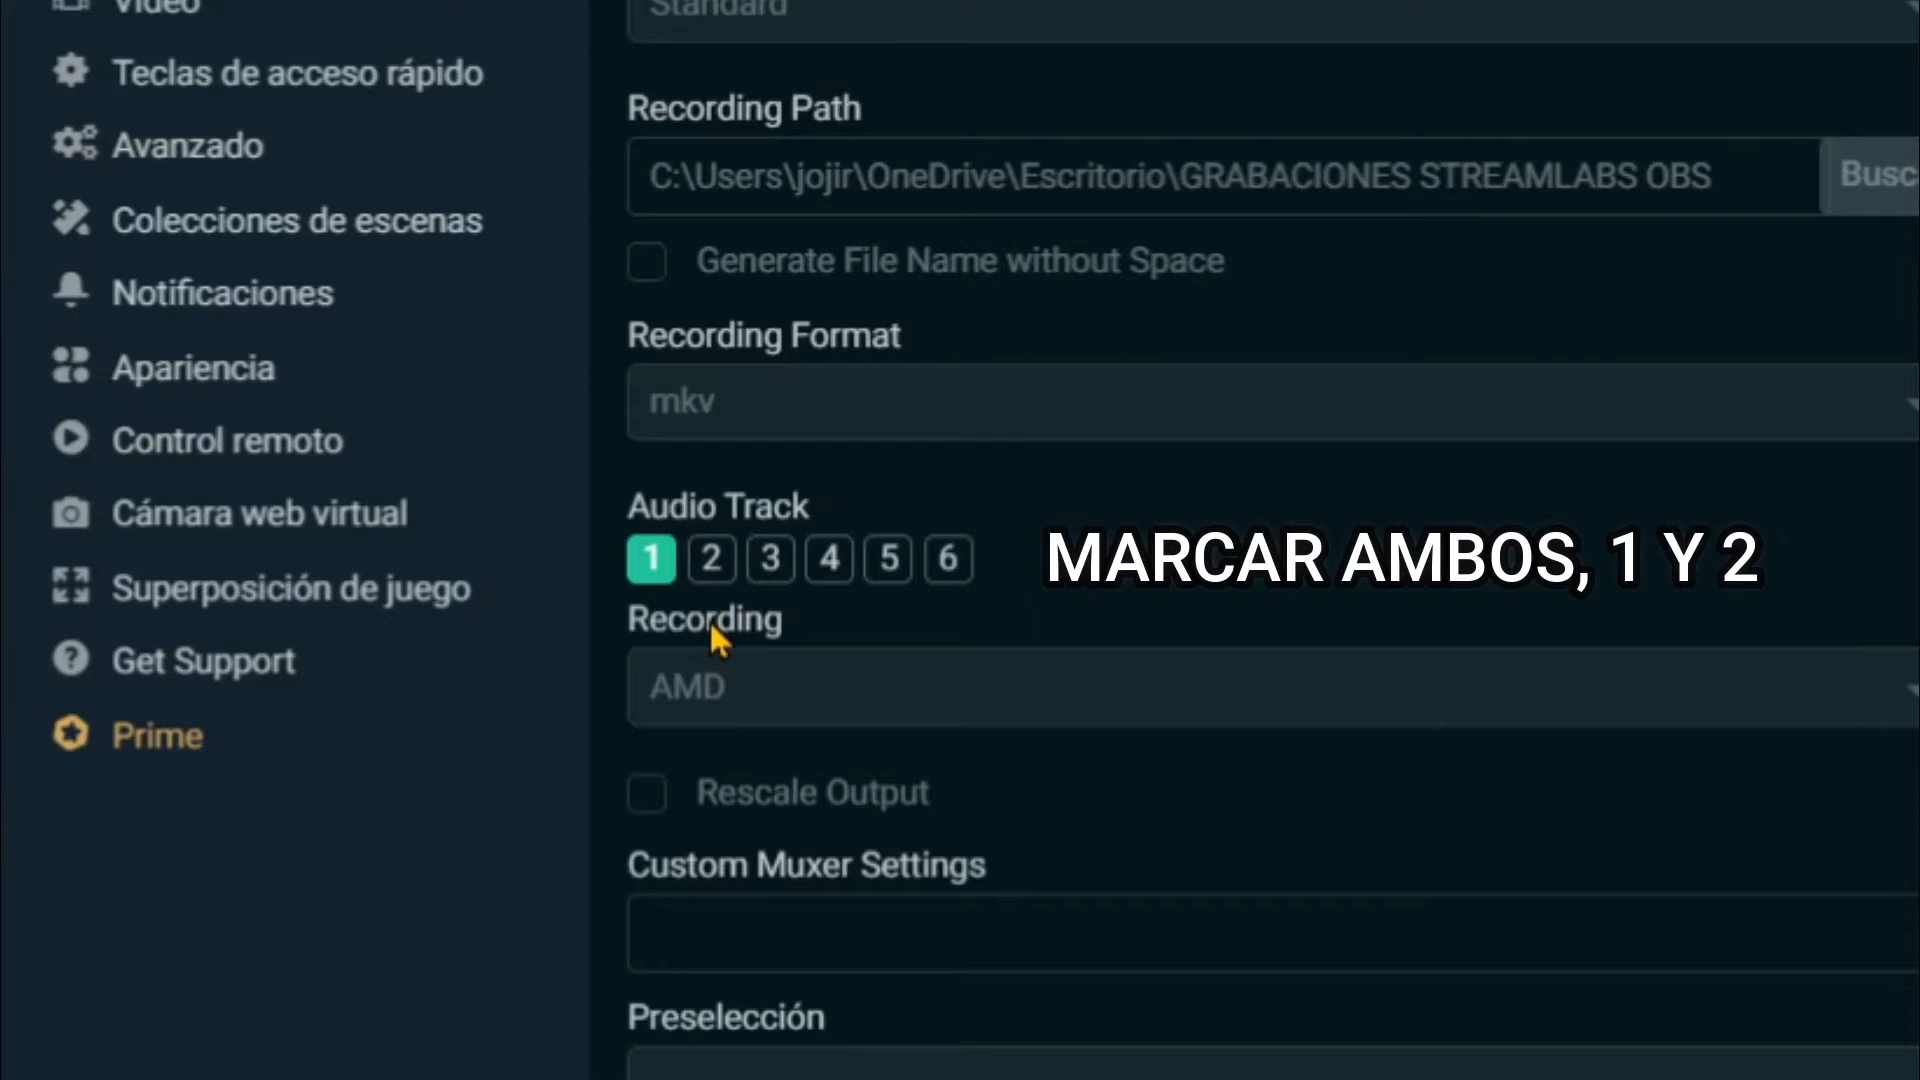 Video
Teclas de acceso rápido
Avanzado
Colecciones de escenas
Notificaciones
Apariencia
Control remoto
Cámara web virtual
Superposición de juego
Get Support
Prime
Standard
Recording Path
C:\Users\jojir\OneDrive\Escritorio\GRABACIONES STREAMLABS OBS
Busc
Generate File Name without Space
Recording Format
mkv
Audio Track
1 2 3 4 5 6
MARCAR AMBOS, 1 Y 2
Recording
AMD
Rescale Output
Custom Muxer Settings
Preselección